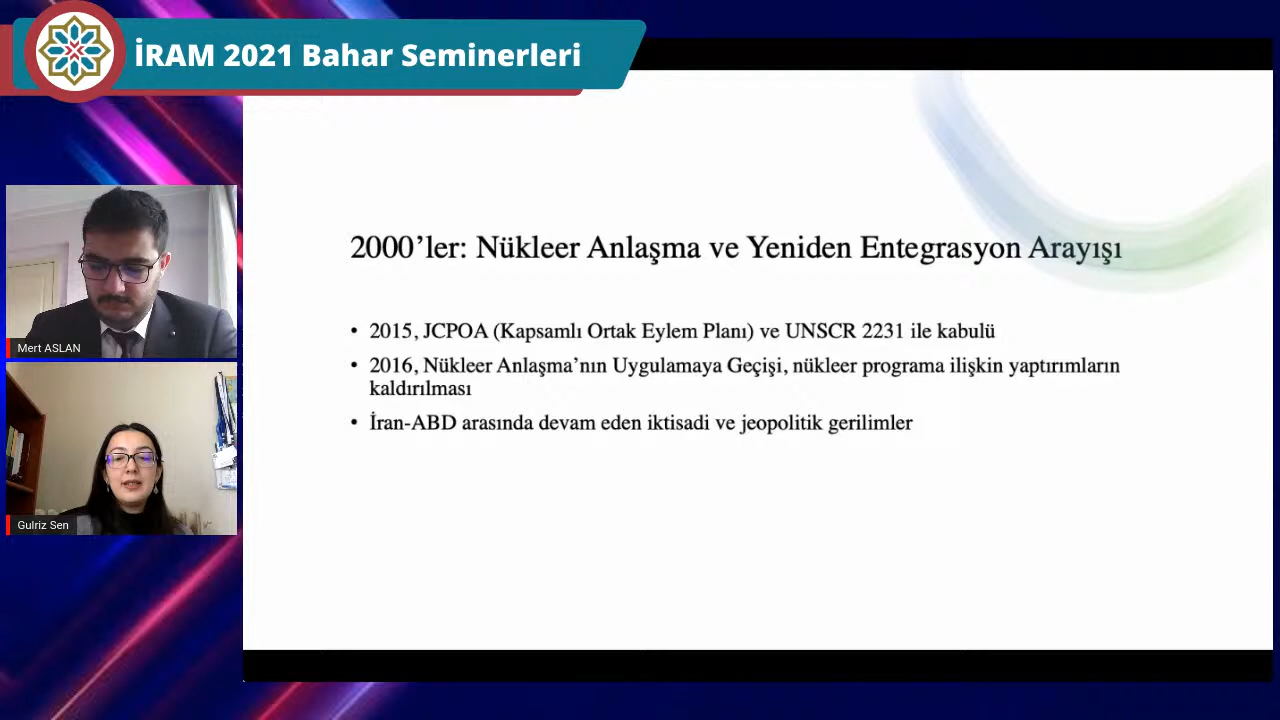 İRAM 2021 Bahar Seminerleri
2000’ler: Nükleer Anlaşma ve Yeniden Entegrasyon Arayışı
• 2015, JCPOA (Kapsamlı Ortak Eylem Planı) ve UNSCR 2231 ile kabulü
• 2016, Nükleer Anlaşma’nın Uygulamaya Geçişi, nükleer programa ilişkin yaptırımların
kaldırılması
• İran-ABD arasında devam eden iktisadi ve jeopolitik gerilimler
Mert ASLAN
Gulriz Sen